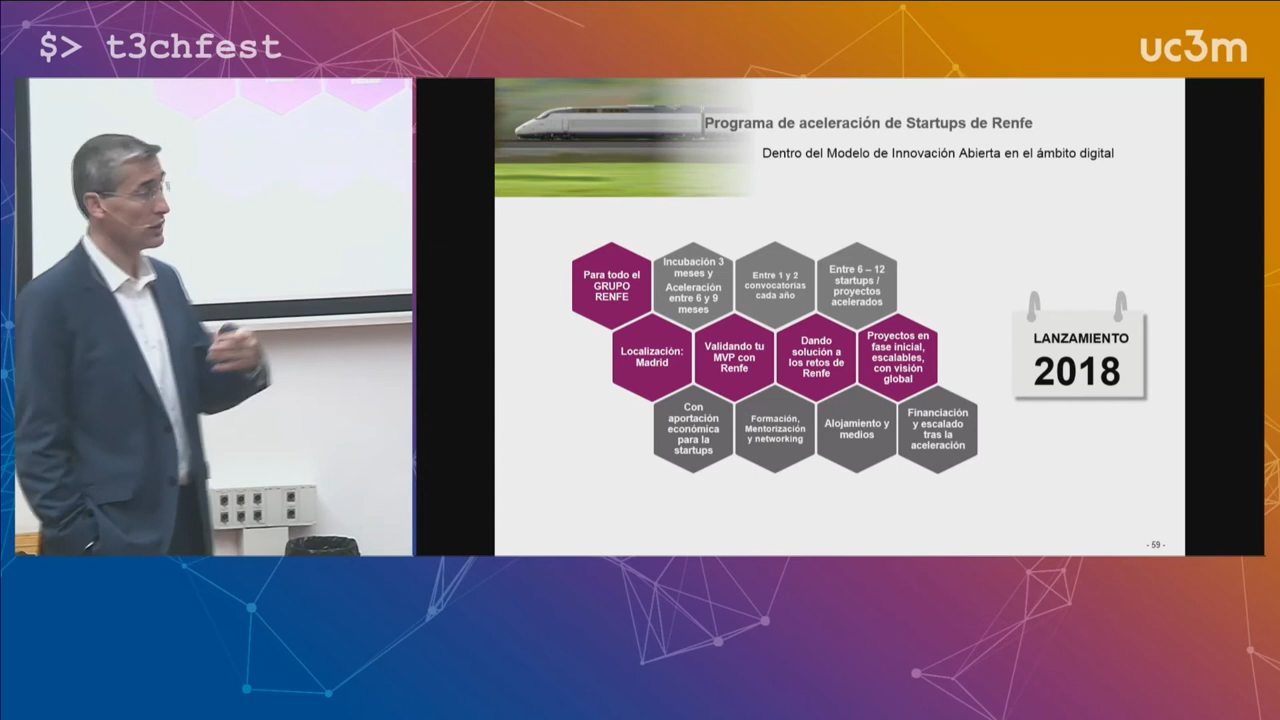 $> t3chfest
uc3m
Programa de aceleración de Startups de Renfe
Dentro del Modelo de Innovación Abierta en el ámbito digital
Para todo el
GRUPO
RENFE
Incubación 3
meses y
Aceleración
entre 6 y 9
meses
Entre 1 y 2
convocatorias
cada año
Entre 6 – 12
startups /
proyectos
acelerados
Localización:
Madrid
Validando tu
MVP con
Renfe
Dando
solución a
los retos de
Renfe
Proyectos en
fase inicial,
escalables,
con visión
global
Con
aportación
económica
para la
startups
Formación,
Mentorización
y networking
Alojamiento y
medios
Financiación
y escalado
tras la
aceleración
LANZAMIENTO
2018
- 59 -